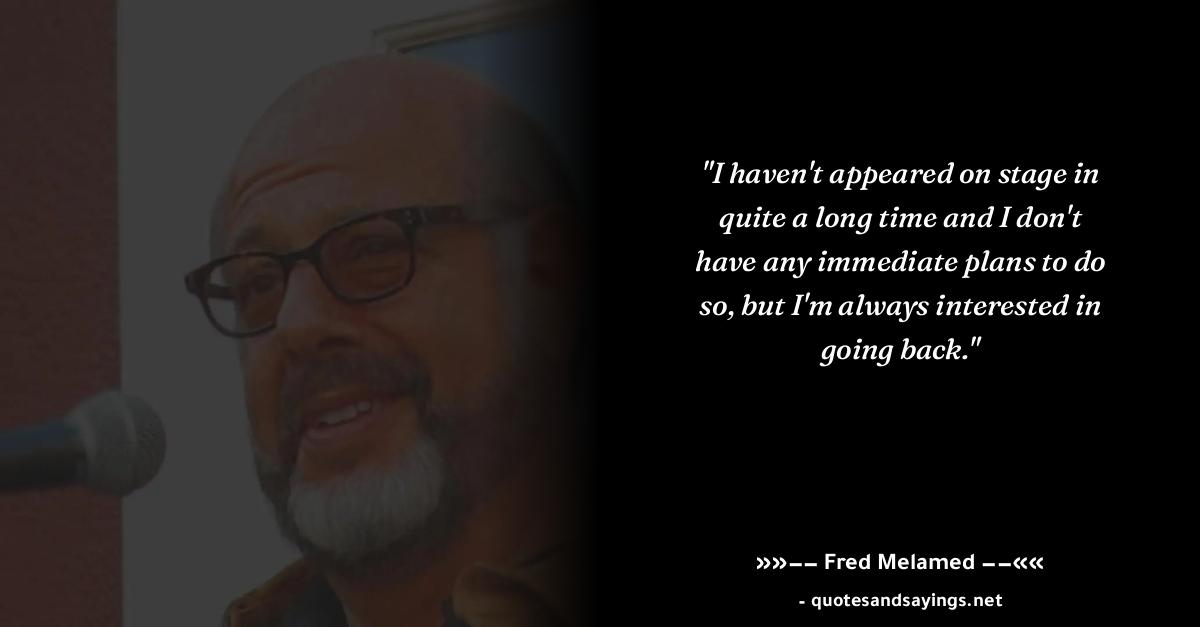 "I haven't appeared on stage in
quite a long time and I don't
have any immediate plans to do
so, but I'm always interested in
going back."
»»−− Fred Melamed −−««
- quotesandsayings.net